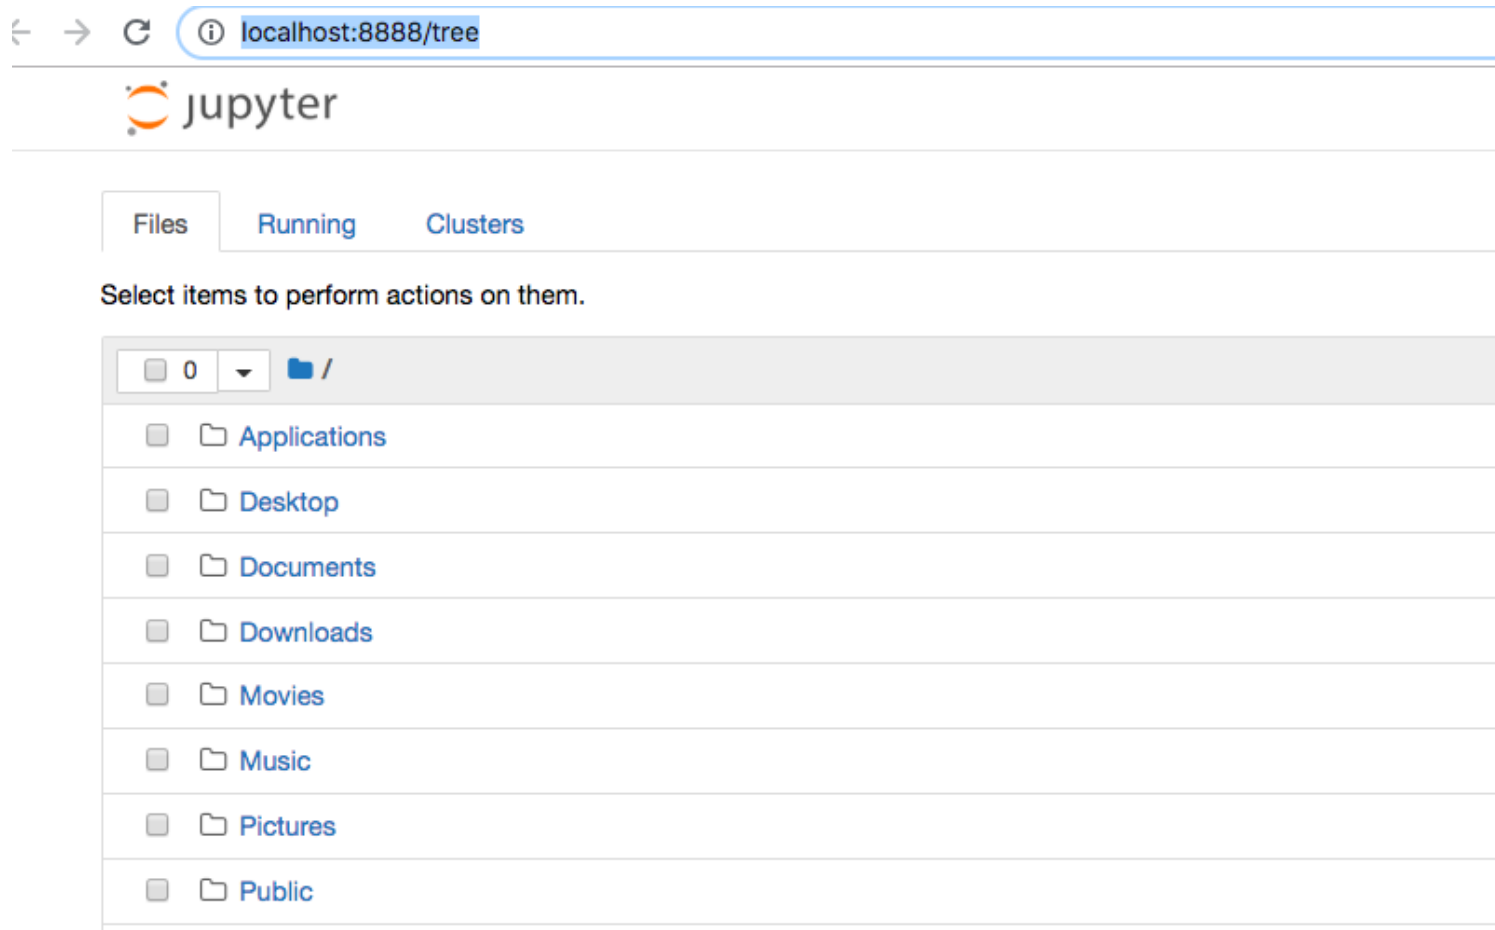 localhost:8888/tree
jupyter
Files Running Clusters
Select items to perform actions on them.
0 /
Applications
Desktop
Documents
Downloads
Movies
Music
Pictures
Public